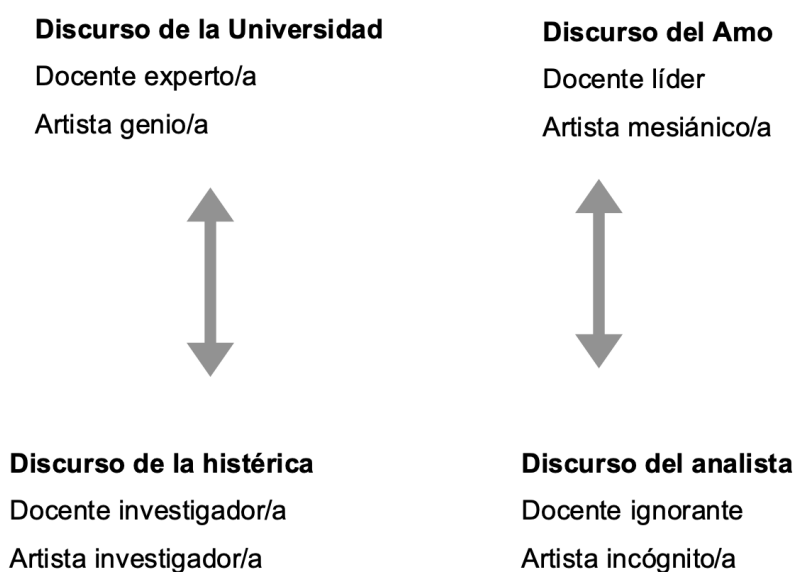 Discurso de la Universidad
Docente experto/a
Artista genio/a
Discurso del Amo
Docente líder
Artista mesiánico/a
Discurso de la histérica
Docente investigador/a
Artista investigador/a
Discurso del analista
Docente ignorante
Artista incógnito/a